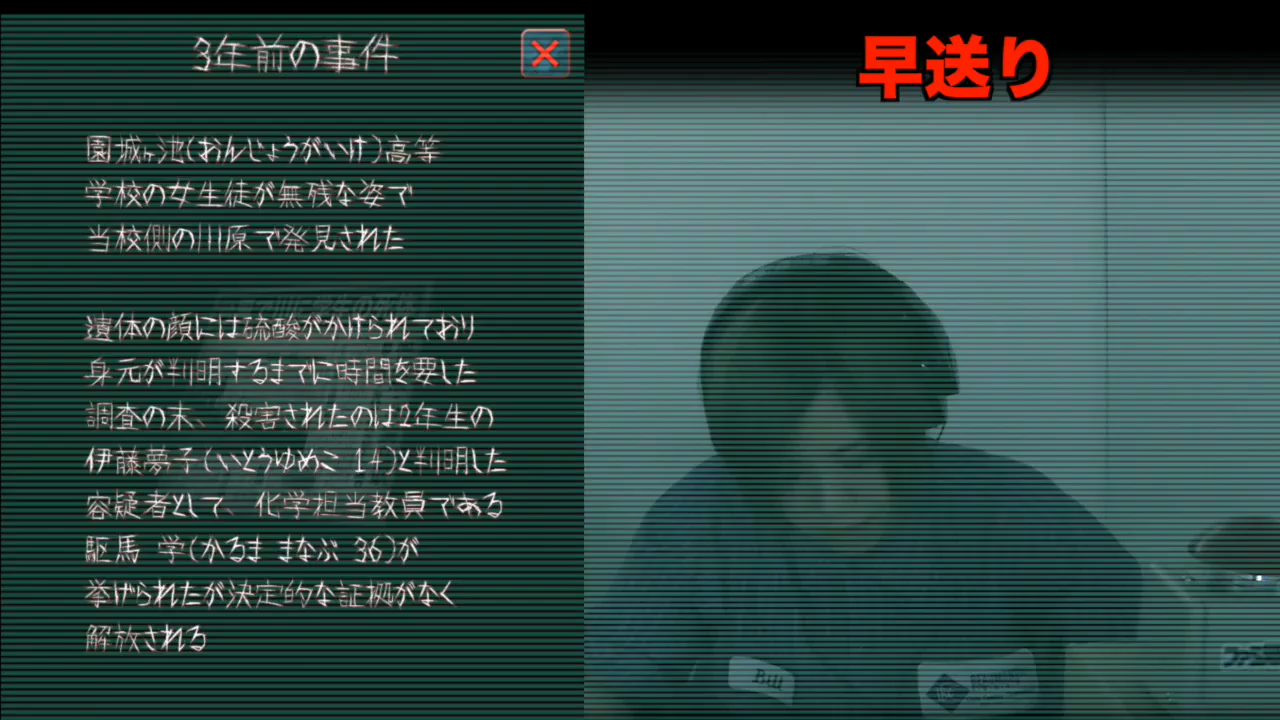 3年前の事件
早送り
園城ヶ池(おんじょうがいけ)高等
学校の女生徒が無残な姿で
当校側の川原で発見された
遺体の顔には硫酸がかけられており
身元が判明するまでに時間を要した
調査の末、殺害されたのは2年生の
伊藤夢子(いとうゆめこ 14)と判明した
容疑者として、化学担当教員である
駆馬 学(かるま まなぶ 36)が
挙げられたが決定的な証拠がなく
解放される
Bill
ファミ